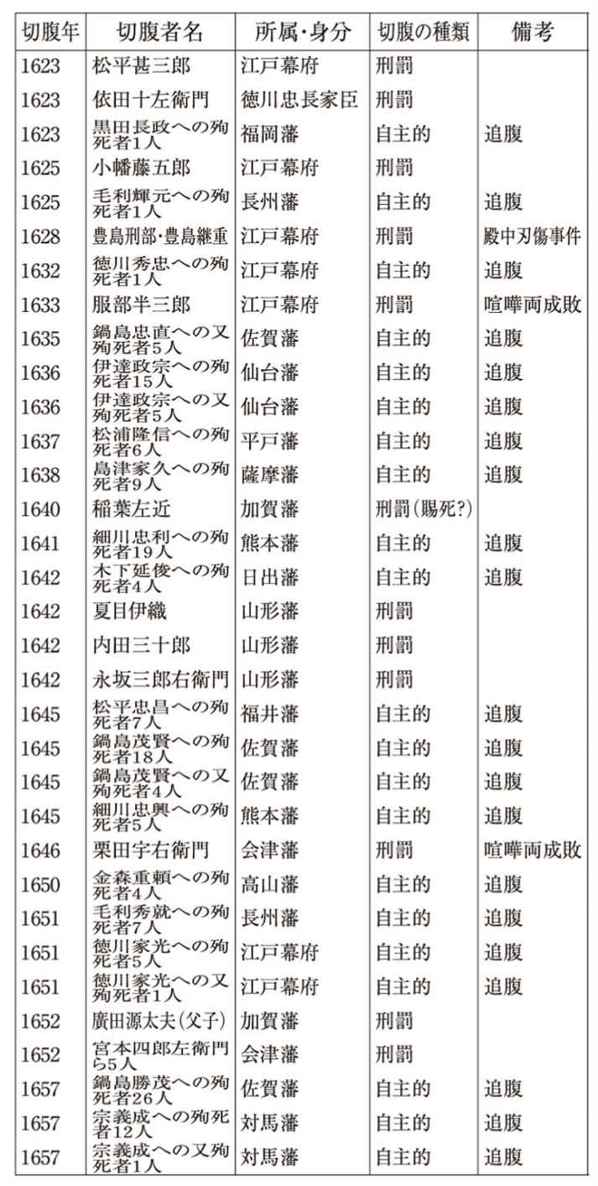 切腹年 切腹者名 所属・身分 切腹の種類 備考
1623 松平甚三郎 江戸幕府 刑罰
1623 依田十左衛門 徳川忠長家臣 刑罰
1623 黒田長政への殉死者1人 福岡藩 自主的 追腹
1625 小幡藤五郎 江戸幕府 刑罰
1625 毛利輝元への殉死者1人 長州藩 自主的 追腹
1628 豊島刑部・豊島継重 江戸幕府 刑罰 殿中刃傷事件
1632 徳川秀忠への殉死者1人 江戸幕府 自主的 追腹
1633 服部半三郎 江戸幕府 刑罰 喧嘩両成敗
1635 鍋島忠直への又殉死者5人 佐賀藩 自主的 追腹
1636 伊達政宗への殉死者15人 仙台藩 自主的 追腹
1636 伊達政宗への又殉死者5人 仙台藩 自主的 追腹
1637 松浦隆信への殉死者6人 平戸藩 自主的 追腹
1638 島津家久への殉死者9人 薩摩藩 自主的 追腹
1640 稲葉左近 加賀藩 刑罰(賜死?)
1641 細川忠利への殉死者19人 熊本藩 自主的 追腹
1642 木下延俊への殉死者4人 日出藩 自主的 追腹
1642 夏目伊織 山形藩 刑罰
1642 内田三十郎 山形藩 刑罰
1642 永坂三郎右衛門 山形藩 刑罰
1645 松平忠昌への殉死者7人 福井藩 自主的 追腹
1645 鍋島茂賢への殉死者18人 佐賀藩 自主的 追腹
1645 鍋島茂賢への又殉死者4人 佐賀藩 自主的 追腹
1645 細川忠興への殉死者5人 熊本藩 自主的 追腹
1646 栗田宇右衛門 会津藩 刑罰 喧嘩両成敗
1650 金森重頼への殉死者4人 高山藩 自主的 追腹
1651 毛利秀就への殉死者7人 長州藩 自主的 追腹
1651 徳川家光への殉死者5人 江戸幕府 自主的 追腹
1651 徳川家光への又殉死者1人 江戸幕府 自主的 追腹
1652 廣田源太夫(父子) 加賀藩 刑罰
1652 宮本四郎左衛門ら5人 会津藩 刑罰
1657 鍋島勝茂への殉死者26人 佐賀藩 自主的 追腹
1657 宗義成への殉死者12人 対馬藩 自主的 追腹
1657 宗義成への又殉死者1人 対馬藩 自主的 追腹